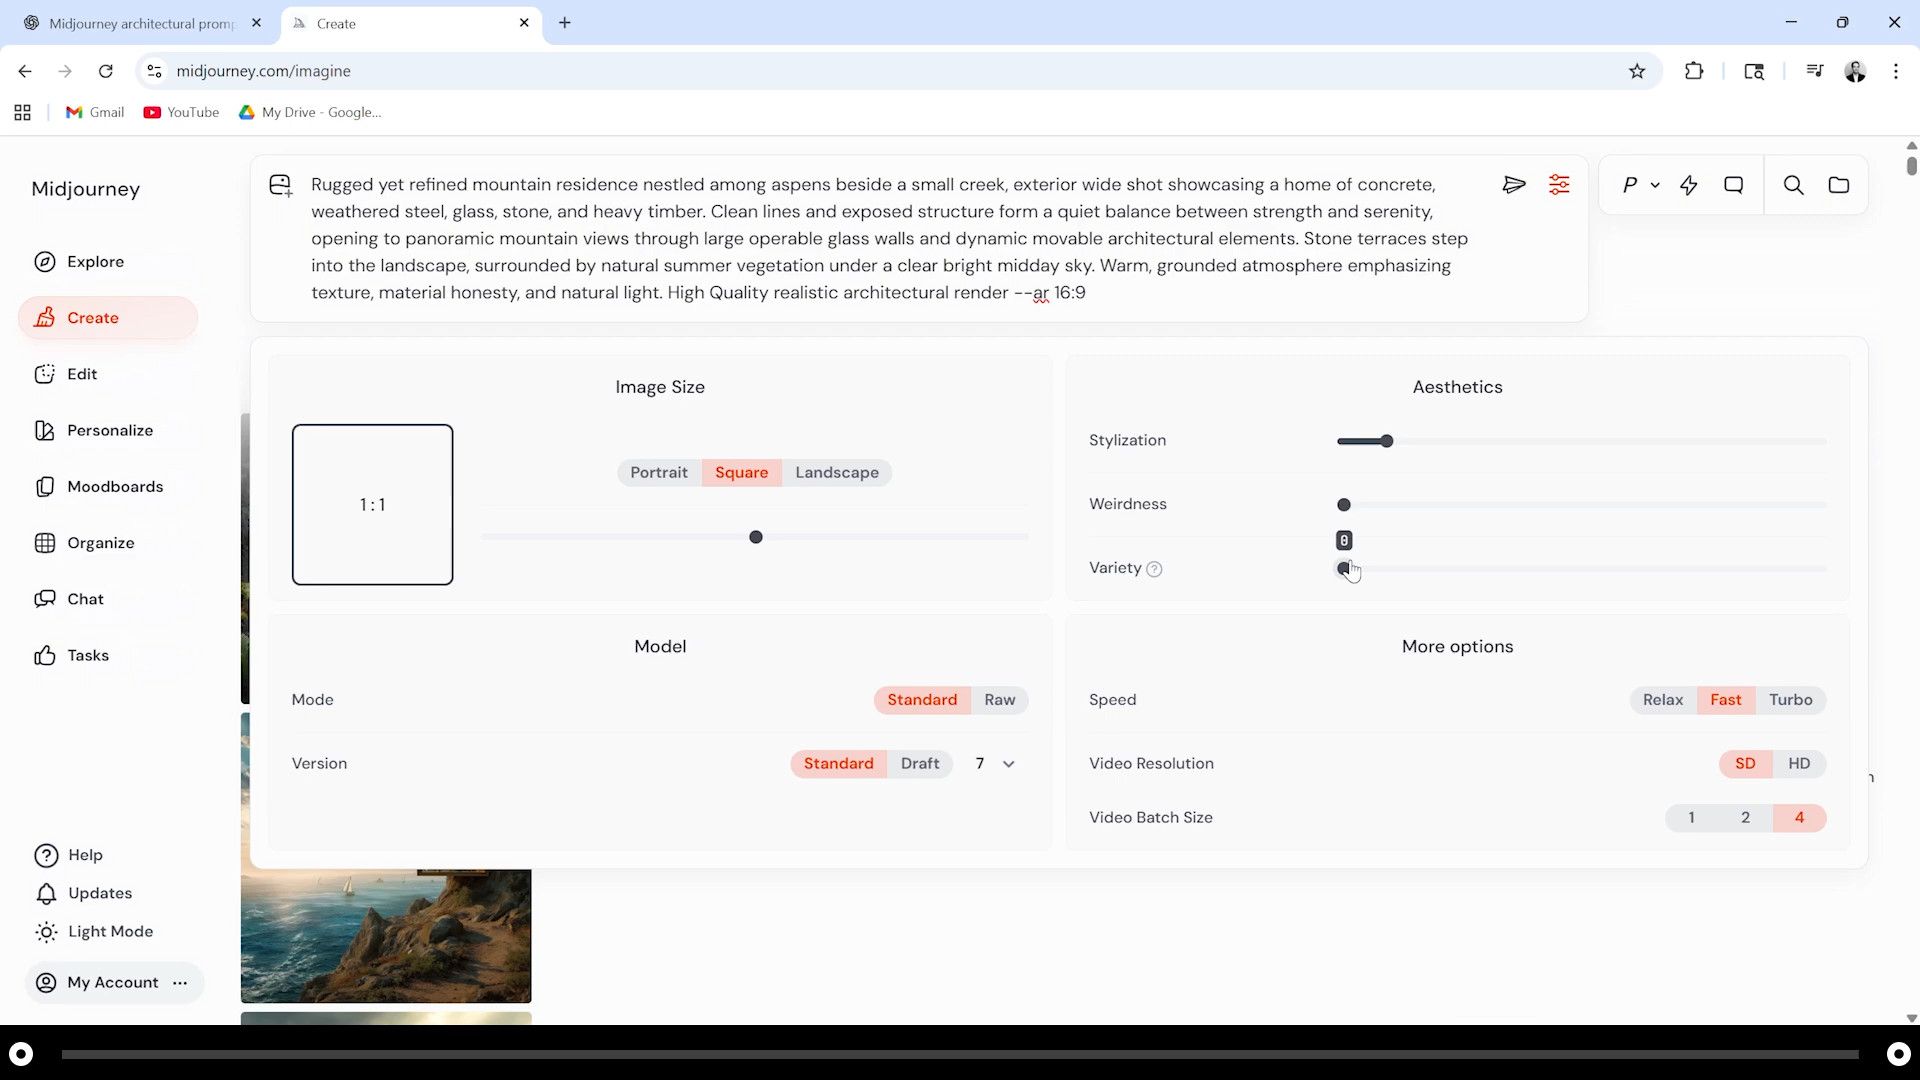 Midjourney architectural prom
Create
midjourney.com/imagine
Gmail
YouTube
My Drive - Google...
Midjourney
Explore
Create
Edit
Personalize
Moodboards
Organize
Chat
Tasks
Help
Updates
Light Mode
My Account
Rugged yet refined mountain residence nestled among aspens beside a small creek, exterior wide shot showcasing a home of concrete,
weathered steel, glass, stone, and heavy timber. Clean lines and exposed structure form a quiet balance between strength and serenity,
opening to panoramic mountain views through large operable glass walls and dynamic movable architectural elements. Stone terraces step
into the landscape, surrounded by natural summer vegetation under a clear bright midday sky. Warm, grounded atmosphere emphasizing
texture, material honesty, and natural light. High Quality realistic architectural render --ar 16:9
P
Image Size
1:1
Portrait Square Landscape
Aesthetics
Stylization
Weirdness
0
Variety ?
Model
Mode Standard Raw
Version Standard Draft 7
More options
Speed Relax Fast Turbo
Video Resolution SD HD
Video Batch Size 1 2 4